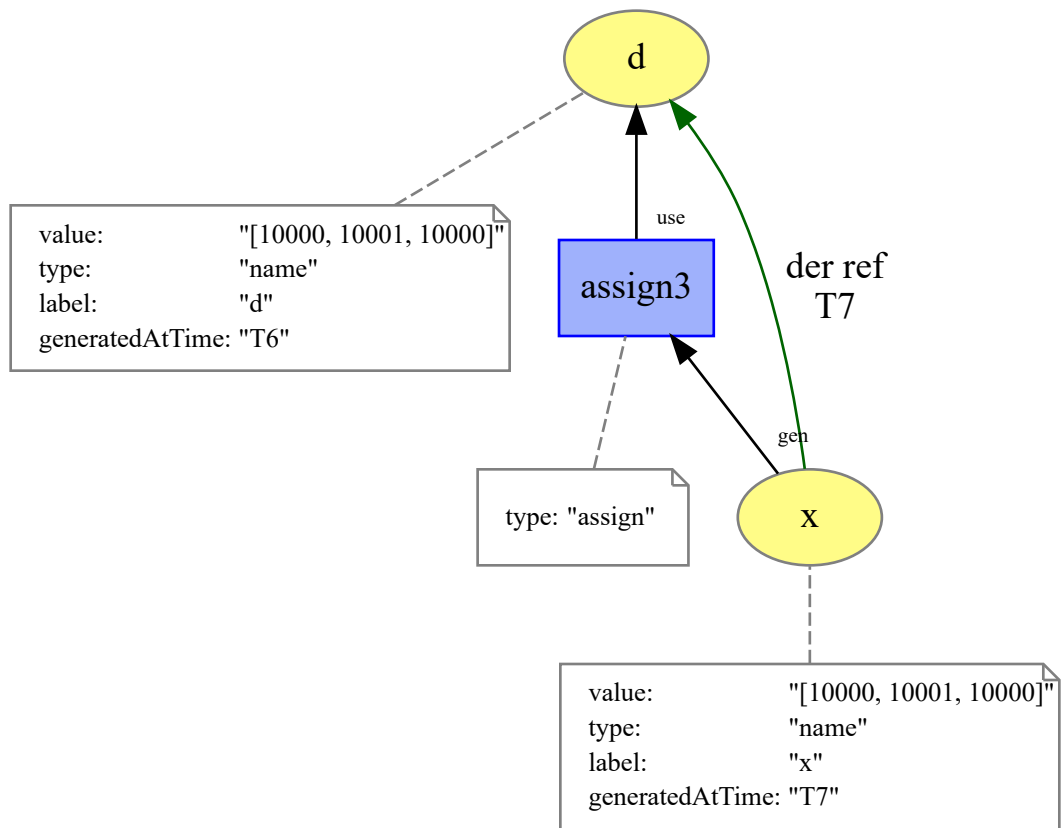 d
use
value: "[10000, 10001, 10000]"
type: "name"
label: "d"
generatedAtTime: "T6"
assign3
der ref
T7
gen
type: "assign"
x
value: "[10000, 10001, 10000]"
type: "name"
label: "x"
generatedAtTime: "T7"